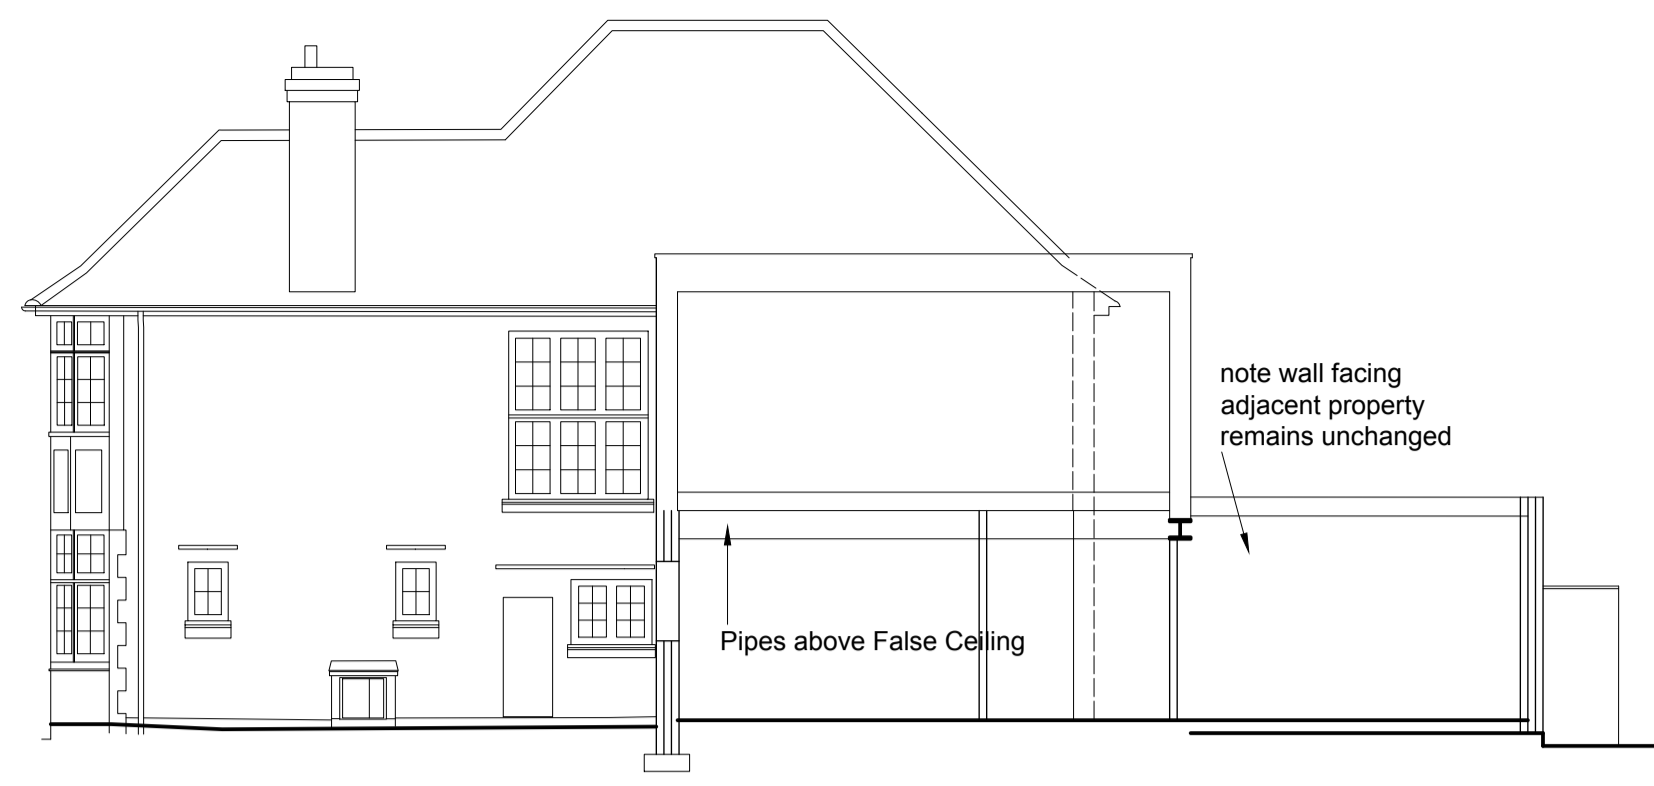 note wall facing
adjacent property
remains unchanged
Pipes above False Ceiling